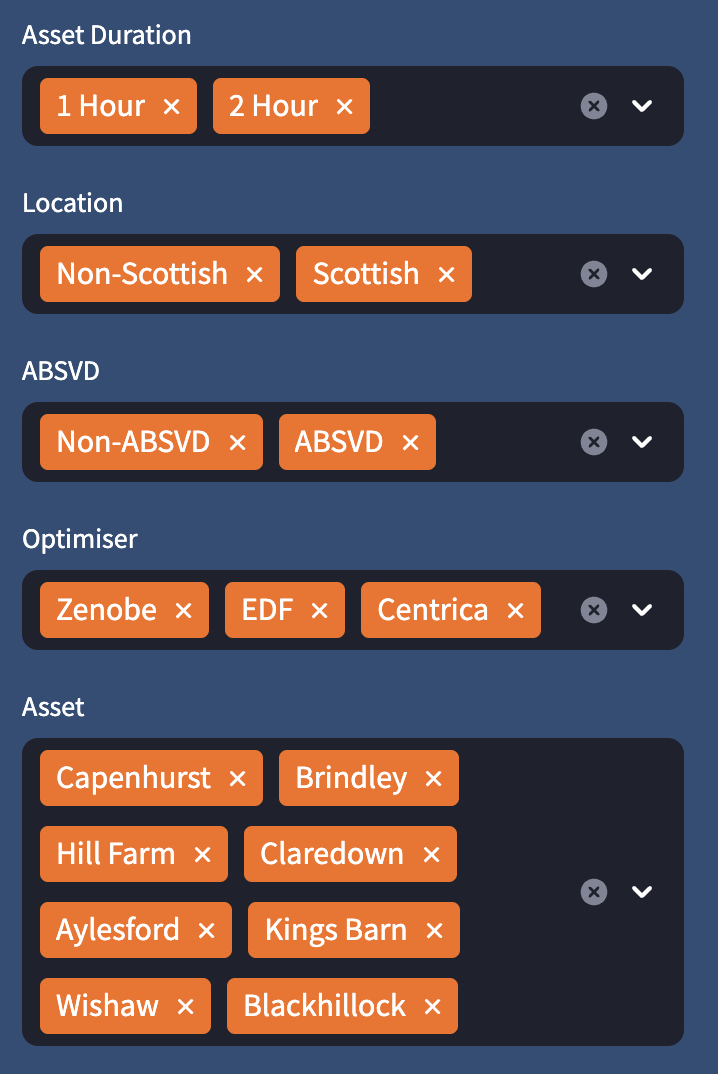 Asset Duration
1 Hour × 2 Hour ×
Location
Non-Scottish × Scottish ×
ABSVD
Non-ABSVD × ABSVD ×
Optimiser
Zenobe × EDF × Centrica ×
Asset
Capenhurst × Brindley ×
Hill Farm × Claredown ×
Aylesford × Kings Barn ×
Wishaw × Blackhillock ×